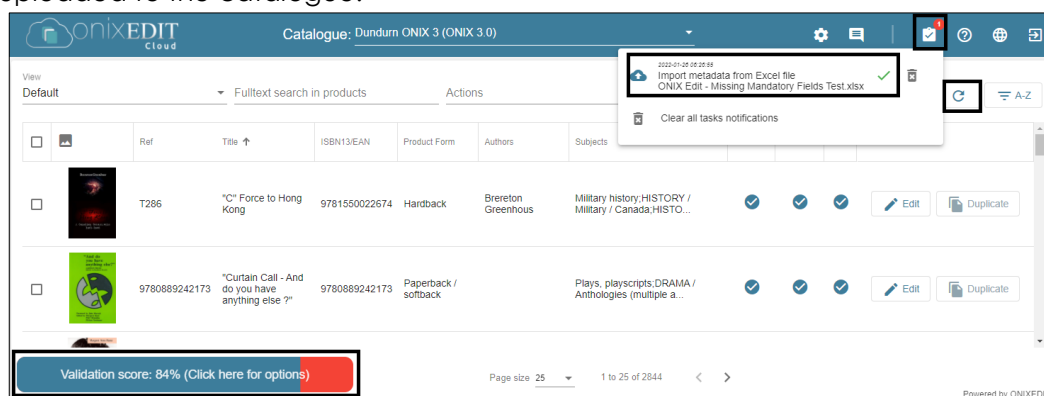 uploaded to the catalogue.
onixEDIT
Cloud
Catalogue: Dundurn ONIX 3 (ONIX 3.0)
1
2022-01-26 06:26:55
Import metadata from Excel file
ONIX Edit - Missing Mandatory Fields Test.xlsx
Clear all tasks notifications
View
Default
Fulltext search in products
Actions
A-Z
Ref
Title
ISBN13/EAN
Product Form
Authors
Subjects
T286
"C" Force to Hong
Kong
9781550022674
Hardback
Brereton
Greenhous
Military history;HISTORY /
Military / Canada;HISTO...
Edit
Duplicate
9780889242173
"Curtain Call - And
do you have
anything else ?"
9780889242173
Paperback /
softback
Plays, playscripts;DRAMA /
Anthologies (multiple a...
Edit
Duplicate
Validation score: 84% (Click here for options)
Page size 25
1 to 25 of 2844
Powered by ONIXEDI